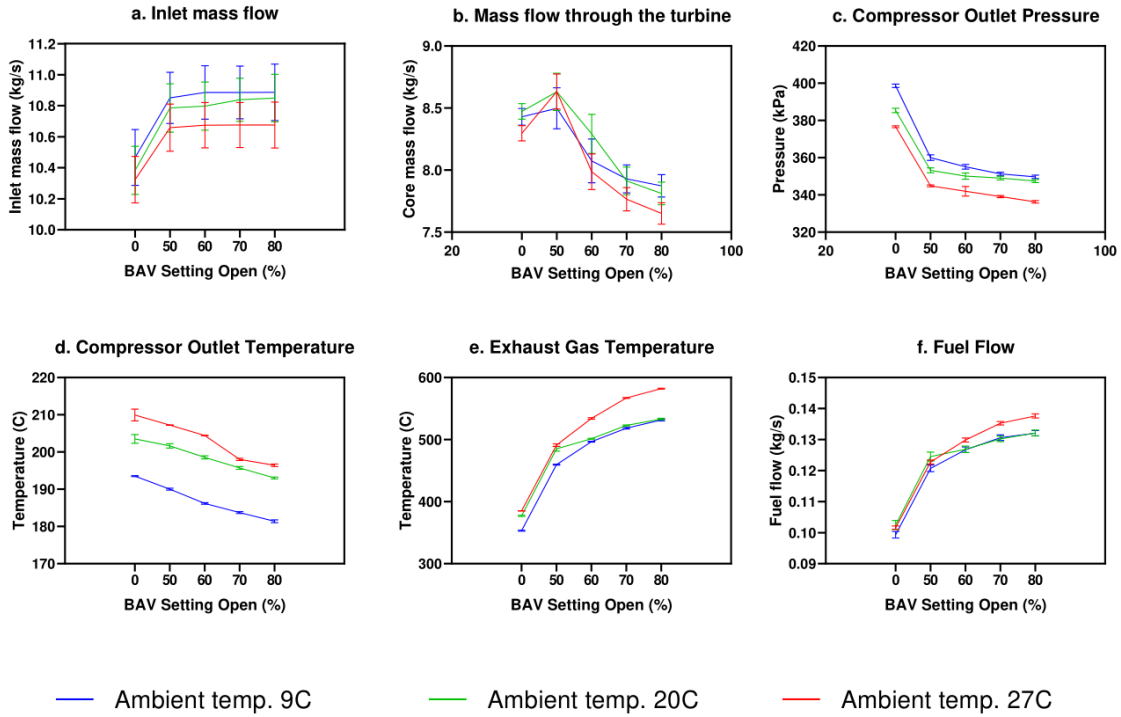 a. Inlet mass flow
Inlet mass flow (kg/s)
11.2
11.0
10.8
10.6
10.4
10.2
10.0
0 50 60 70 80
BAV Setting Open (%)
b. Mass flow through the turbine
Core mass flow (kg/s)
9.0
8.5
8.0
7.5
20 0 50 60 70 80 100
BAV Setting Open (%)
c. Compressor Outlet Pressure
Pressure (kPa)
420
400
380
360
340
320
20 0 50 60 70 80 100
BAV Setting Open (%)
d. Compressor Outlet Temperature
Temperature (C)
220
210
200
190
180
170
0 50 60 70 80
BAV Setting Open (%)
e. Exhaust Gas Temperature
Temperature (C)
600
500
400
300
0 50 60 70 80
BAV Setting Open (%)
f. Fuel Flow
Fuel flow (kg/s)
0.15
0.14
0.13
0.12
0.11
0.10
0.09
0 50 60 70 80
BAV Setting Open (%)
Ambient temp. 9C Ambient temp. 20C Ambient temp. 27C